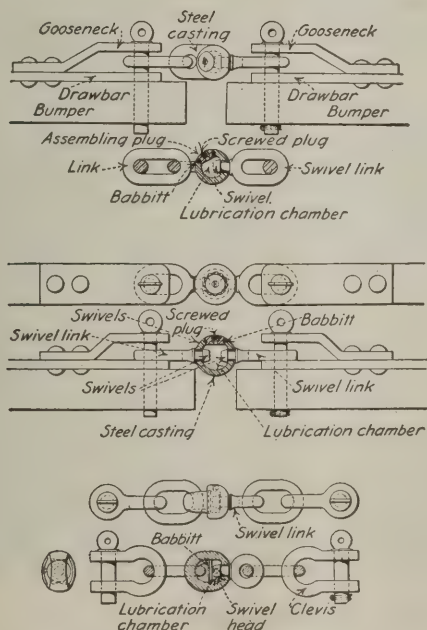 Gooseneck
Steel
casting
Gooseneck
Drawbar
Bumper
Drawbar
Bumper
Assembling plug
Screwed plug
Link
Swivel link
Babbitt
Swivel.
Lubrication chamber
Swivels
Screwed
plug
Babbitt
Swivel link
Swivels
Swivel link
Steel casting
Lubrication chamber
Swivel link
Babbitt
Lubrication
chamber
Swivel
head
Clevis